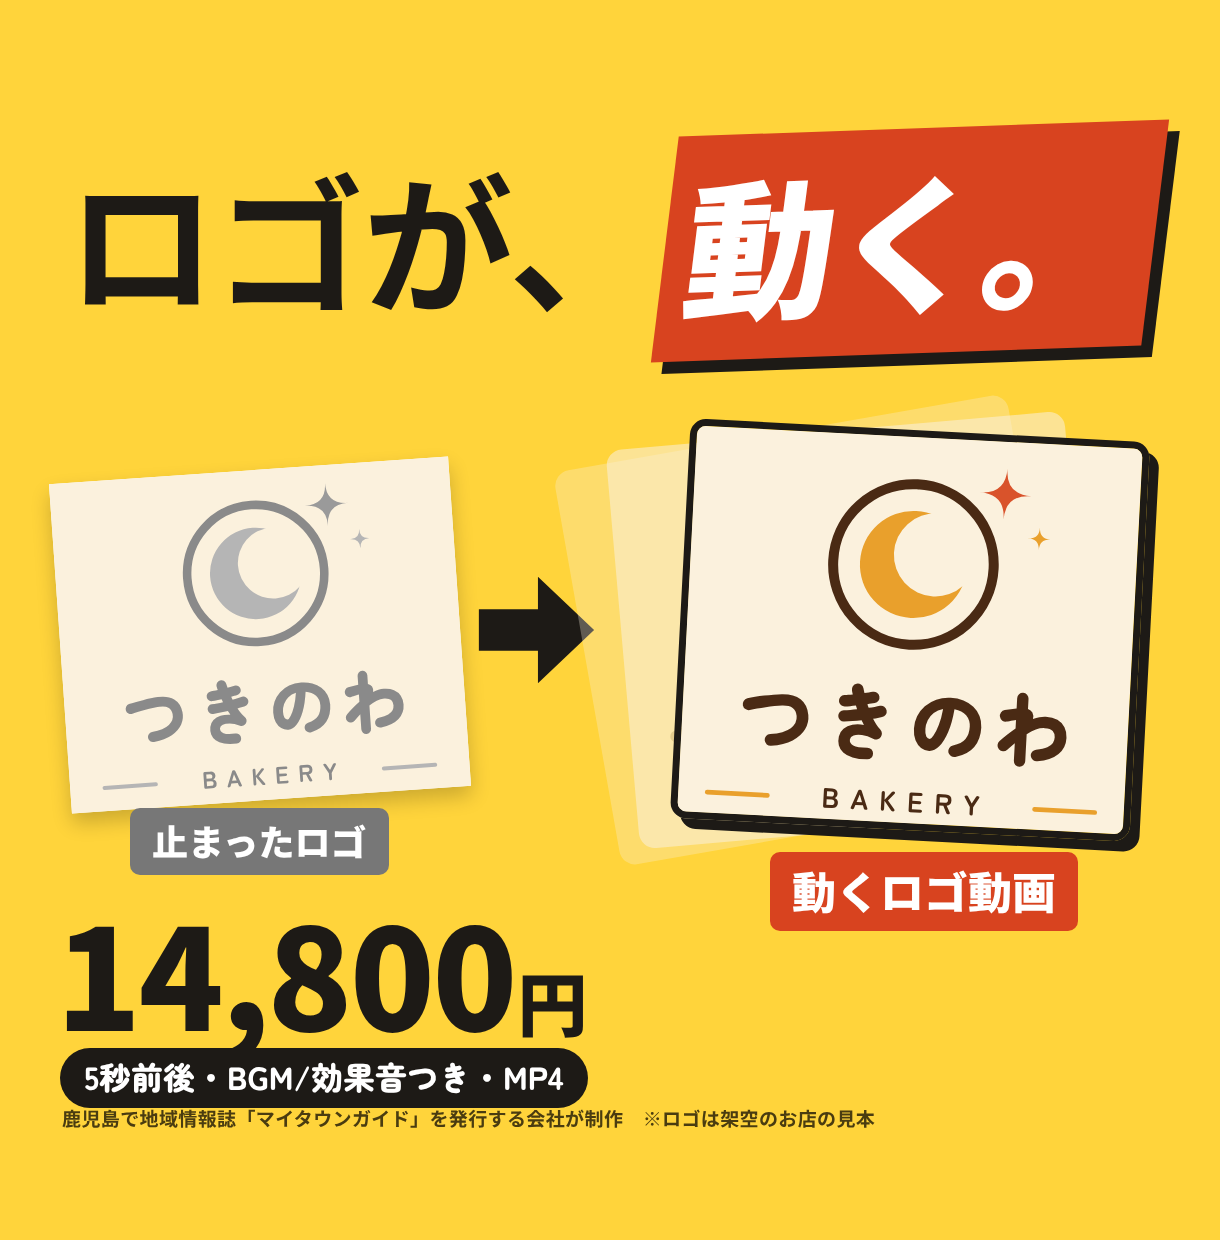 ロゴが、動く。
つきのわ
BAKERY
止まったロゴ
つきのわ
BAKERY
動くロゴ動画
14,800円
5秒前後・BGM/効果音つき・MP4
鹿児島で地域情報誌「マイタウンガイド」を発行する会社が制作　※ロゴは架空のお店の見本